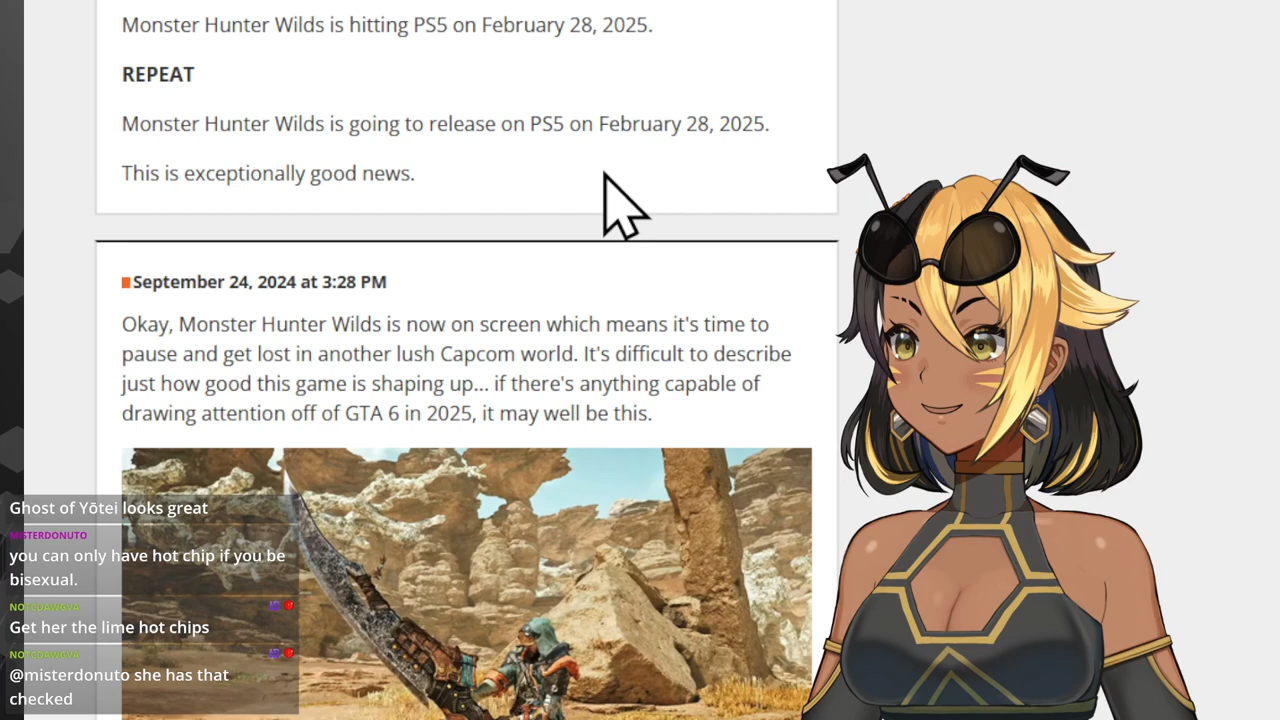 Monster Hunter Wilds is hitting PS5 on February 28, 2025.
REPEAT
Monster Hunter Wilds is going to release on PS5 on February 28, 2025.
This is exceptionally good news.
September 24, 2024 at 3:28 PM
Okay, Monster Hunter Wilds is now on screen which means it's time to
pause and get lost in another lush Capcom world. It's difficult to describe
just how good this game is shaping up... if there's anything capable of
drawing attention off of GTA 6 in 2025, it may well be this.
Ghost of Yōtei looks great
MISTERDONUTO
you can only have hot chip if you be
bisexual.
NOTCDAWGVA
Get her the lime hot chips
NOTCDAWGVA
@misterdonuto she has that
checked